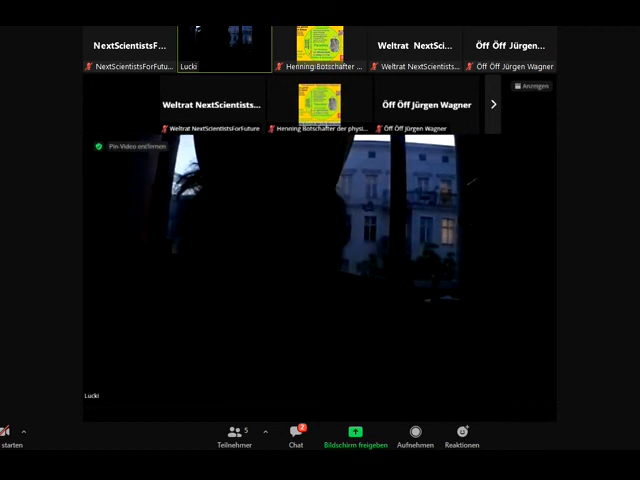 NextScientistsF...
Weltrat NextSci...
Öff Öff Jürgen...
NextScientistsForFutu...
Lucki
Henning Botschafter ...
Weltrat NextScientists...
Öff Öff Jürgen Wagner
Anzeigen
Weltrat NextScientists...
Öff Öff Jürgen Wagner
Weltrat NextScientistsForFuture
Henning Botschafter der physi...
Öff Öff Jürgen Wagner
Pin-Video entfernen
Lucki
starten
5
2
Teilnehmer
Chat
Bildschirm freigeben
Aufnehmen
Reaktionen